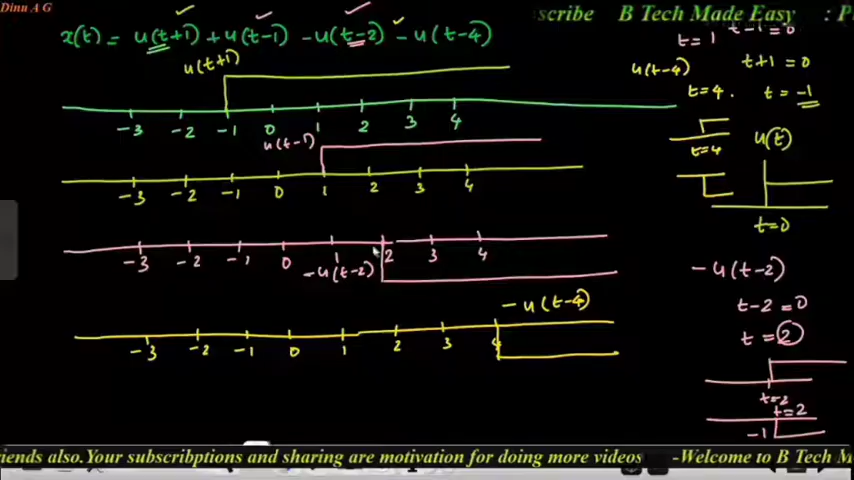 Dinu A G
scribe B Tech Made Easy : P
x(t) = u(t+1) + u(t-1) - u(t-2) - u(t-4)
u(t+1)
-3 -2 -1 0 1 2 3 4
u(t-1)
-3 -2 -1 0 1 2 3 4
-3 -2 -1 0 1 2 3 4
-u(t-2)
-u(t-4)
-3 -2 -1 0 1 2 3 4
t=1 t-1=0
u(t-4) t+1=0
t=4. t=-1
t=4 u(t)
t=0
-u(t-2)
t-2=0
t=2
t=2
t=2
-1
riends also.Your subscribptions and sharing are motivation for doing more videos -Welcome to B Tech M